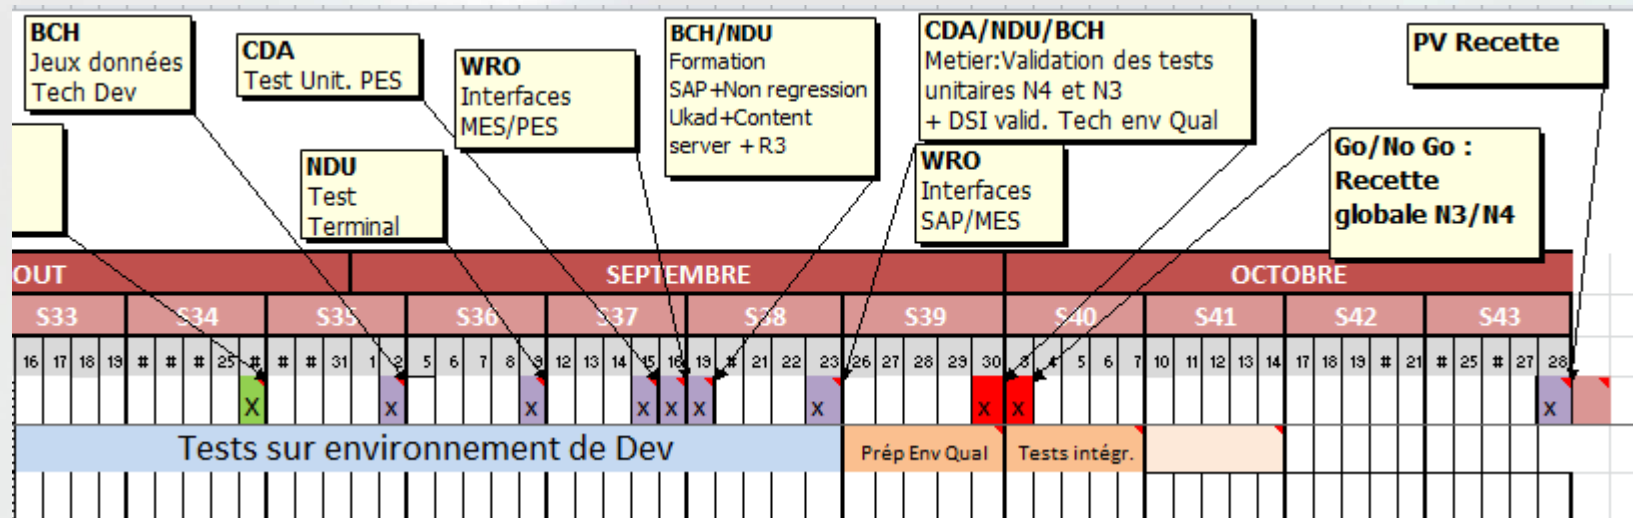 BCH
Jeux données
Tech Dev
CDA
Test Unit. PES
WRO
Interfaces
MES/PES
BCH/NDU
Formation
SAP+Non regression
Ukad+Content
server + R3
CDA/NDU/BCH
Metier:Validation des tests
unitaires N4 et N3
+ DSI valid. Tech env Qual
PV Recette
NDU
Test
Terminal
WRO
Interfaces
SAP/MES
Go/No Go :
Recette
globale N3/N4
OUT SEPTEMBRE OCTOBRE
S33 S34 S35 S36 S37 S38 S39 S40 S41 S42 S43
16 17 18 19 # # # 25 # # # 31 1 2 5 6 7 8 9 12 13 14 15 16 19 # 21 22 23 26 27 28 29 30 3 4 5 6 7 10 11 12 13 14 17 18 19 # 21 # 25 # 27 28
X X X X X X X X X X
Tests sur environnement de Dev Prép Env Qual Tests intégr.